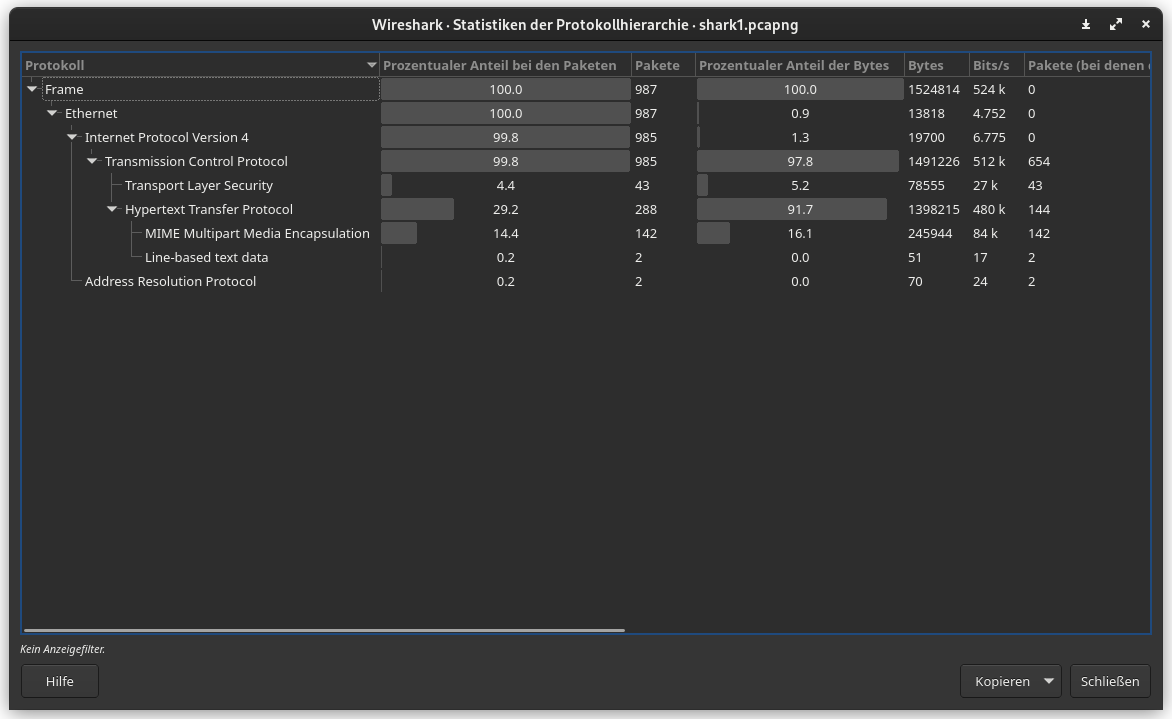 Wireshark · Statistiken der Protokollhierarchie · shark1.pcapng
Protokoll Prozentualer Anteil bei den Paketen Pakete Prozentualer Anteil der Bytes Bytes Bits/s Pakete (bei denen
Frame 100.0 987 100.0 1524814 524 k 0
Ethernet 100.0 987 0.9 13818 4.752 0
Internet Protocol Version 4 99.8 985 1.3 19700 6.775 0
Transmission Control Protocol 99.8 985 97.8 1491226 512 k 654
Transport Layer Security 4.4 43 5.2 78555 27 k 43
Hypertext Transfer Protocol 29.2 288 91.7 1398215 480 k 144
MIME Multipart Media Encapsulation 14.4 142 16.1 245944 84 k 142
Line-based text data 0.2 2 0.0 51 17 2
Address Resolution Protocol 0.2 2 0.0 70 24 2
Kein Anzeigefilter.
Hilfe Kopieren Schließen